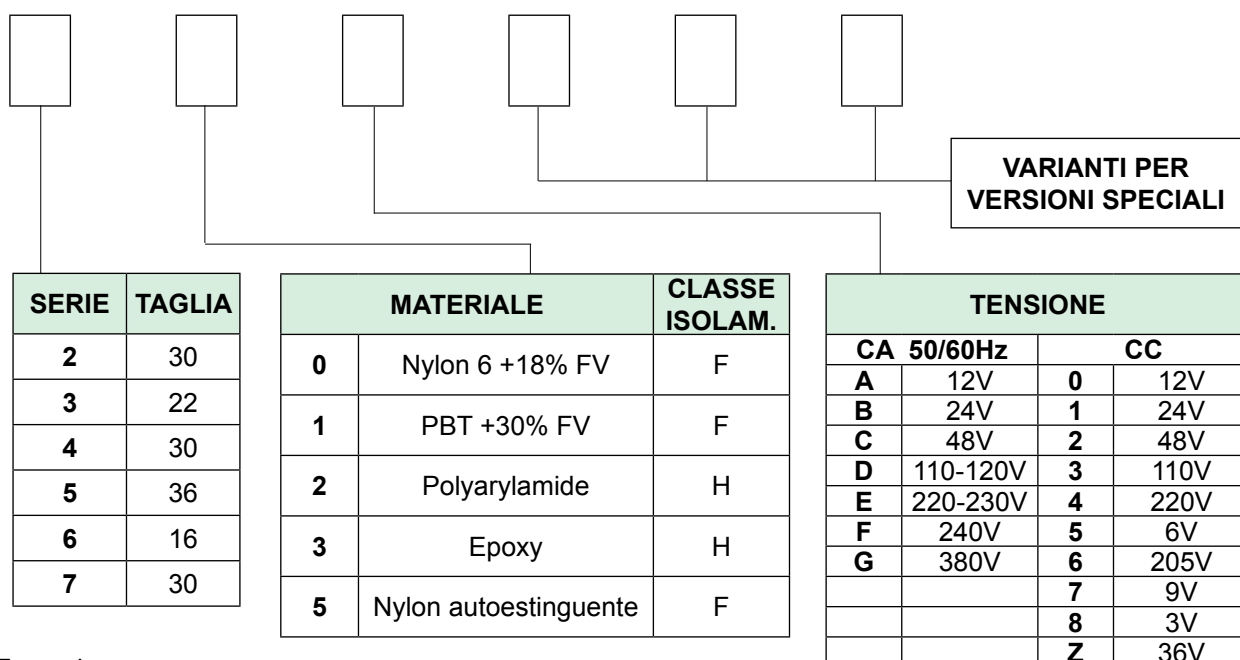 VARIANTI PER
VERSIONI SPECIALI
SERIE TAGLIA
2 30
3 22
4 30
5 36
6 16
7 30
MATERIALE CLASSE
ISOLAM.
0 Nylon 6 +18% FV F
1 PBT +30% FV F
2 Polyarylamide H
3 Epoxy H
5 Nylon autoestinguente F
TENSIONE
CA 50/60Hz CC
A 12V 0 12V
B 24V 1 24V
C 48V 2 48V
D 110-120V 3 110V
E 220-230V 4 220V
F 240V 5 6V
G 380V 6 205V
7 9V
8 3V
Z 36V